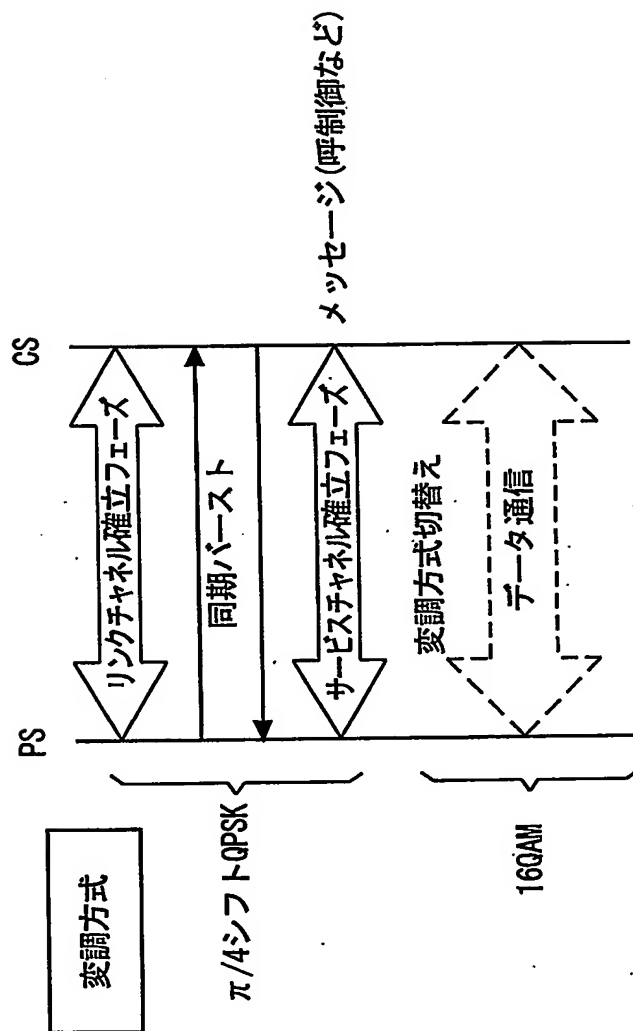 変調方式
PS
CS
リンクチャネル確立フェーズ
同期バースト
π/4シフトQPSK
サービスチャネル確立フェーズ
メッセージ(呼制御など)
変調方式切替え
データ通信
16QAM